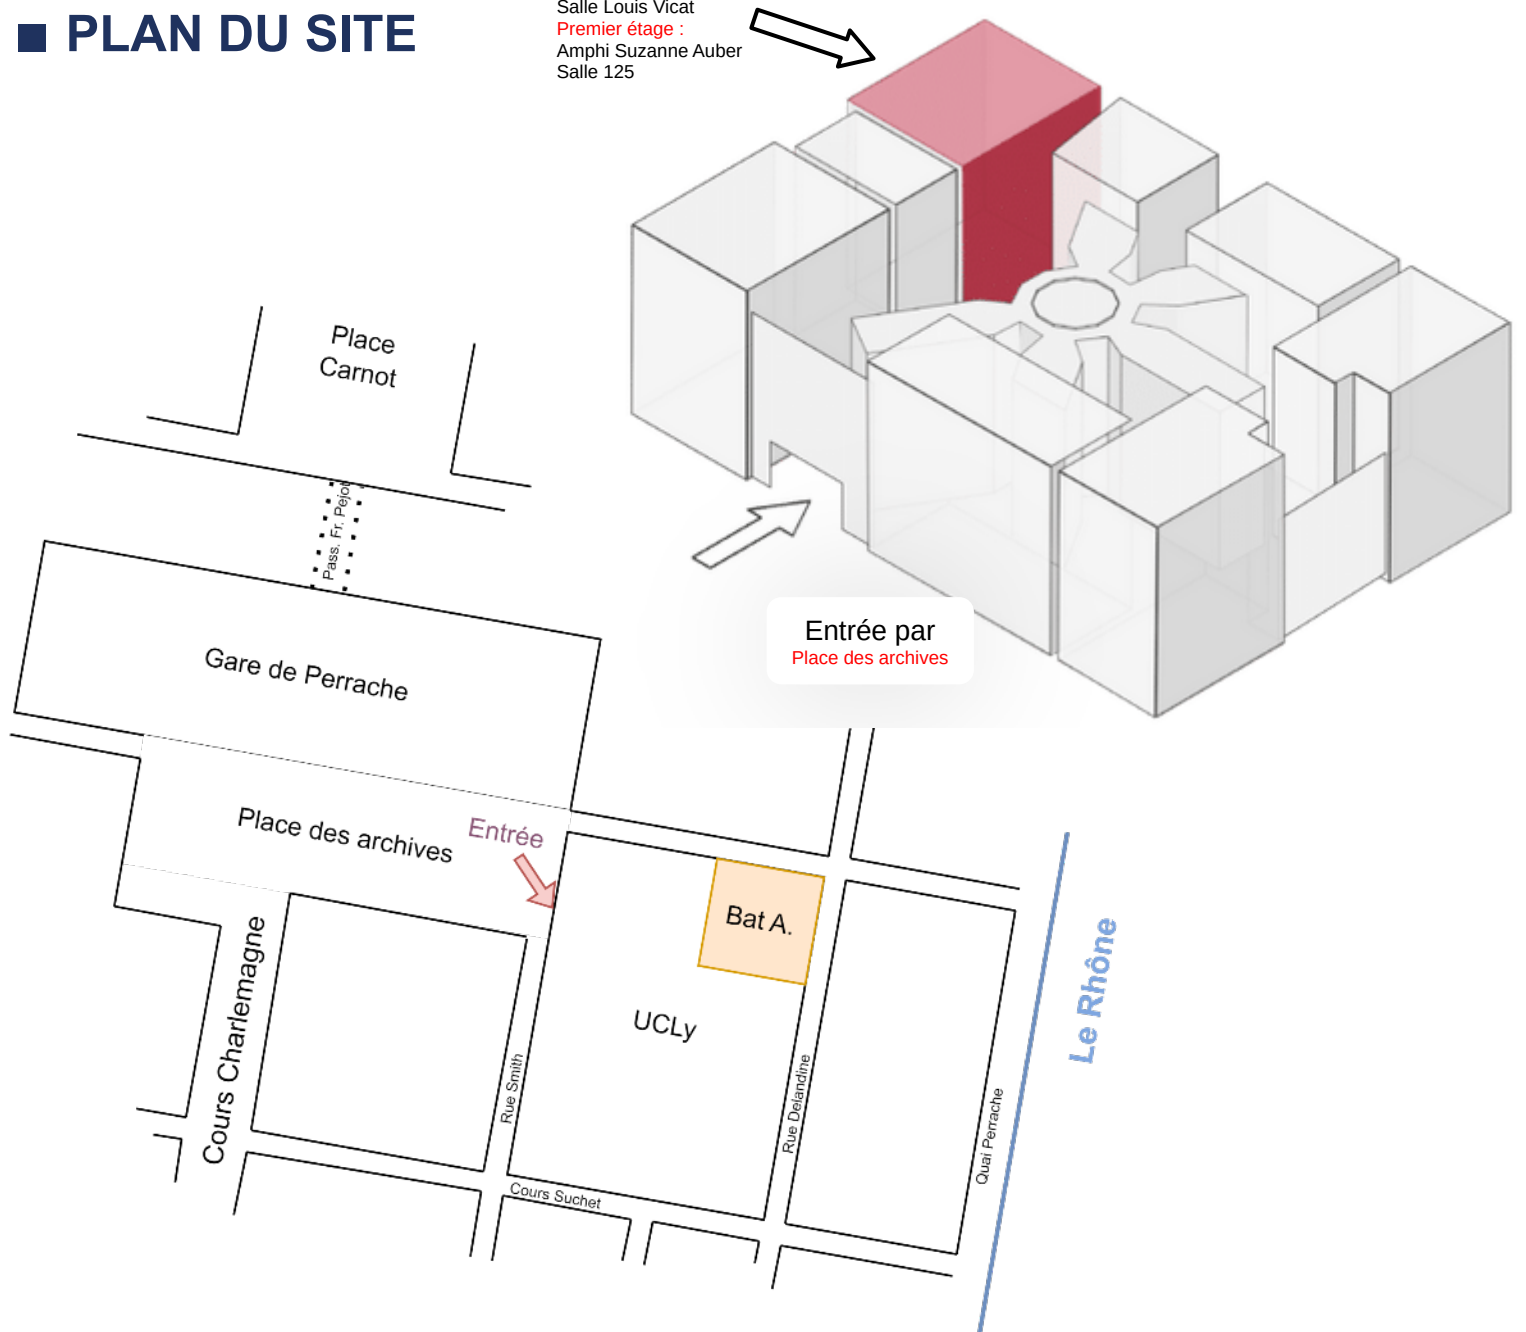 ■ PLAN DU SITE
Salle Louis Vicat
Premier étage :
Amphi Suzanne Auber
Salle 125
Entrée par
Place des archives
Place
Carnot
Pass. Fr. Pejot
Gare de Perrache
Place des archives
Entrée
Bat A.
UCLy
Cours Charlemagne
Rue Smith
Rue Delandine
Quai Perrache
Le Rhône
Cours Suchet